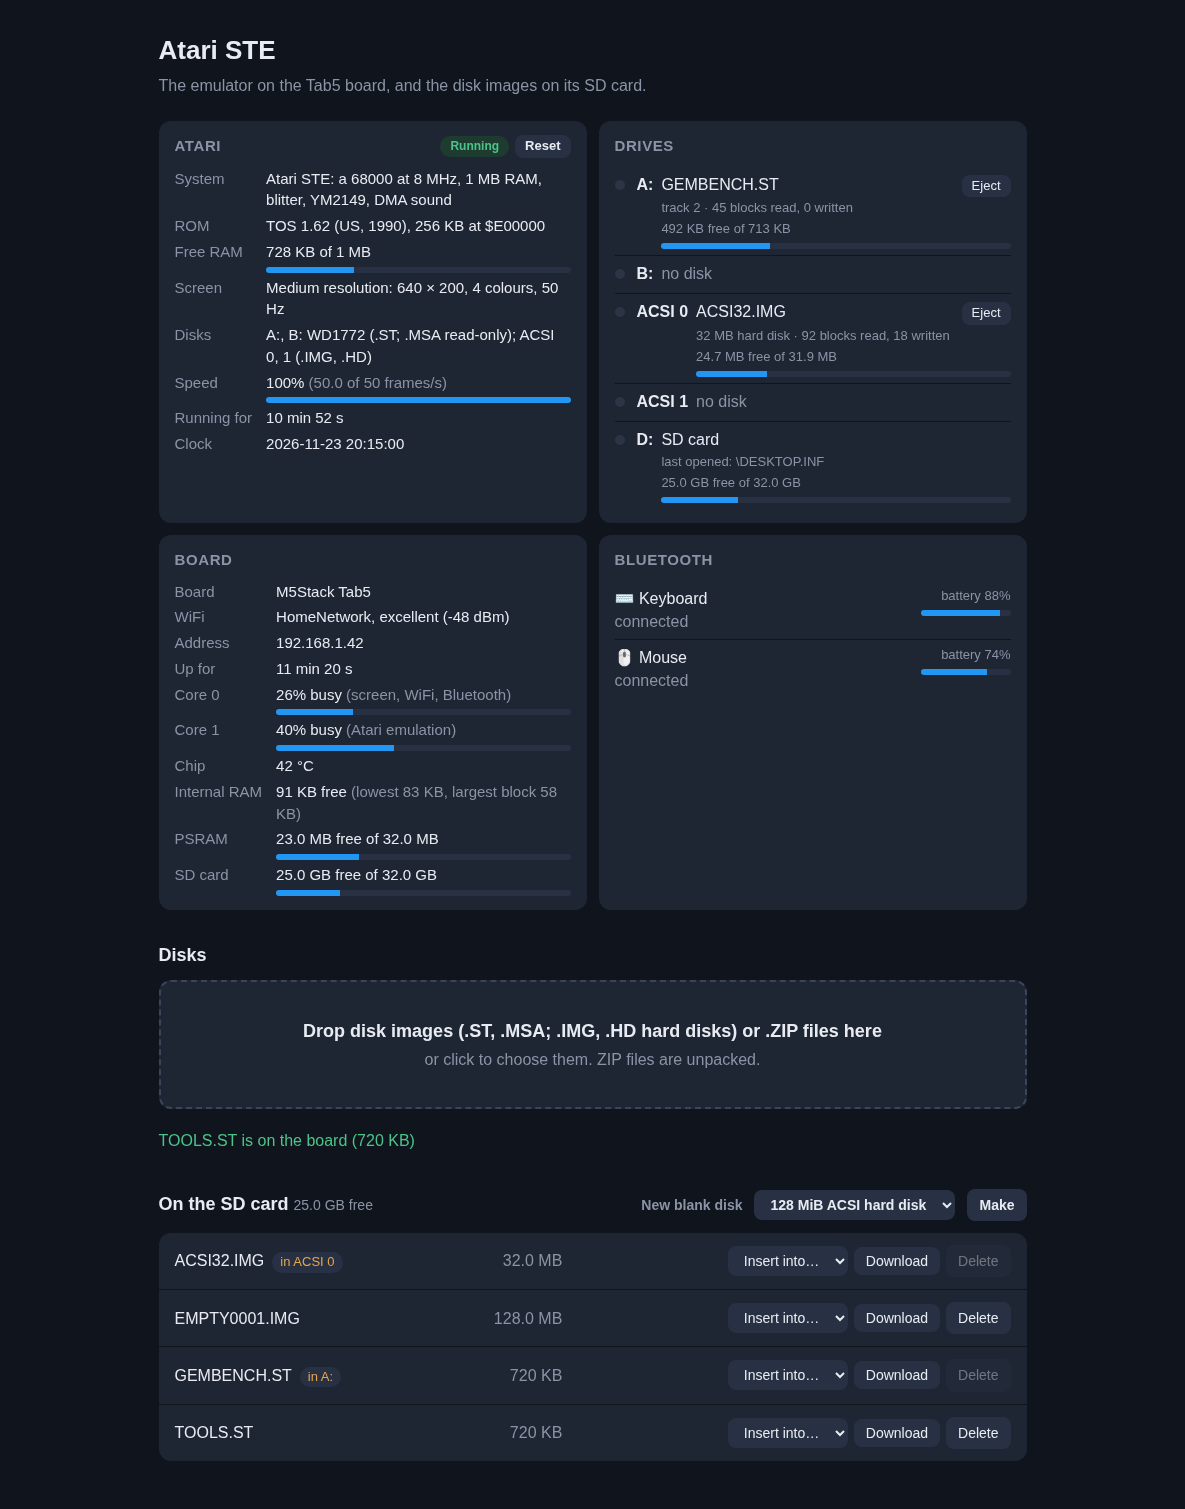 Atari STE
The emulator on the Tab5 board, and the disk images on its SD card.
ATARI
Running
Reset
System
Atari STE: a 68000 at 8 MHz, 1 MB RAM,
blitter, YM2149, DMA sound
ROM
TOS 1.62 (US, 1990), 256 KB at $E00000
Free RAM
728 KB of 1 MB
Screen
Medium resolution: 640 × 200, 4 colours, 50
Hz
Disks
A:, B: WD1772 (.ST; .MSA read-only); ACSI
0, 1 (.IMG, .HD)
Speed
100% (50.0 of 50 frames/s)
Running for
10 min 52 s
Clock
2026-11-23 20:15:00
DRIVES
A: GEMBENCH.ST
Eject
track 2 · 45 blocks read, 0 written
492 KB free of 713 KB
B: no disk
ACSI 0 ACSI32.IMG
Eject
32 MB hard disk · 92 blocks read, 18 written
24.7 MB free of 31.9 MB
ACSI 1 no disk
D: SD card
last opened: \DESKTOP.INF
25.0 GB free of 32.0 GB
BOARD
Board
M5Stack Tab5
WiFi
HomeNetwork, excellent (-48 dBm)
Address
192.168.1.42
Up for
11 min 20 s
Core 0
26% busy (screen, WiFi, Bluetooth)
Core 1
40% busy (Atari emulation)
Chip
42 °C
Internal RAM
91 KB free (lowest 83 KB, largest block 58
KB)
PSRAM
23.0 MB free of 32.0 MB
SD card
25.0 GB free of 32.0 GB
BLUETOOTH
Keyboard
battery 88%
connected
Mouse
battery 74%
connected
Disks
Drop disk images (.ST, .MSA; .IMG, .HD hard disks) or .ZIP files here
or click to choose them. ZIP files are unpacked.
TOOLS.ST is on the board (720 KB)
On the SD card 25.0 GB free
New blank disk
128 MiB ACSI hard disk
Make
ACSI32.IMG in ACSI 0 32.0 MB Insert into… Download Delete
EMPTY0001.IMG 128.0 MB Insert into… Download Delete
GEMBENCH.ST in A: 720 KB Insert into… Download Delete
TOOLS.ST 720 KB Insert into… Download Delete